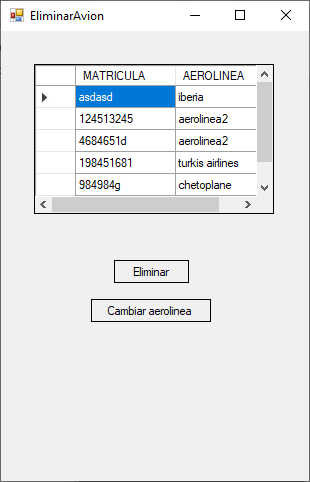 EliminarAvion
MATRICULA AEROLINEA
asdasd iberia
124513245 aerolinea2
4684651d aerolinea2
198451681 turkis airlines
984984g chetoplane
Eliminar
Cambiar aerolinea